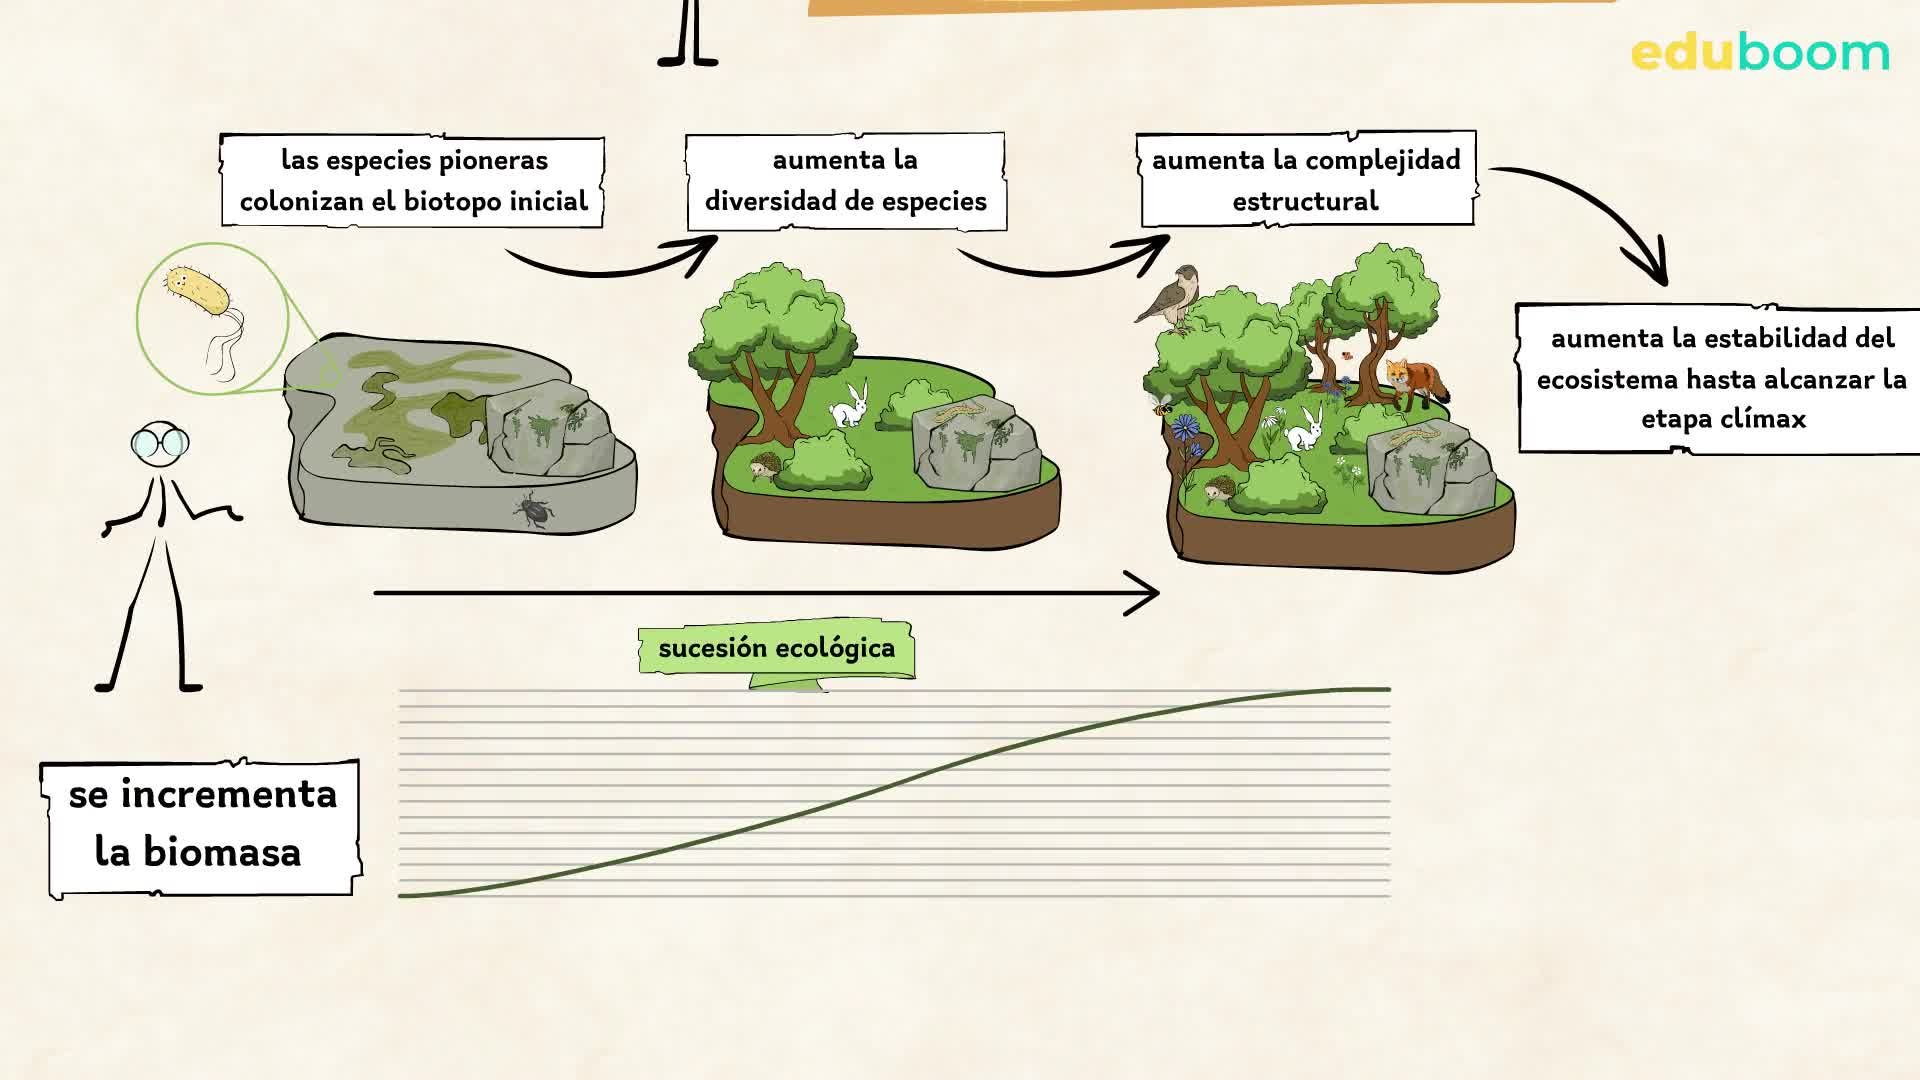 eduboom
las especies pioneras
colonizan el biotopo inicial
aumenta la
diversidad de especies
aumenta la complejidad
estructural
aumenta la estabilidad del
ecosistema hasta alcanzar la
etapa clímax
sucesión ecológica
se incrementa
la biomasa